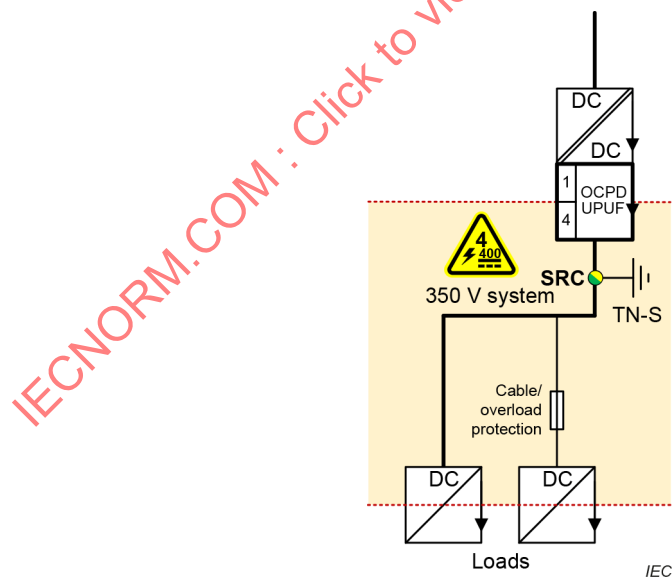 IECNORM.COM : Click to vie
DC
DC
1
OCPD
UPUF
4
4
400
SRC
350 V system
TN-S
Cable/
overload
protection
DC
DC
Loads
IEC